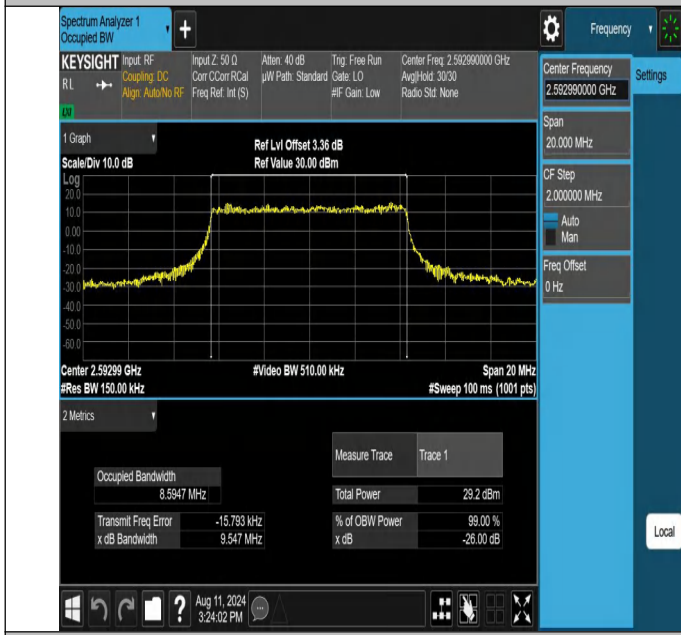 Spectrum Analyzer 1
Occupied BW
Frequency
KEYSIGHT
RL
LXI
Input: RF
Coupling: DC
Align: Auto/No RF
Input Z: 50 Ω
Corr CCorr RCal
Freq Ref: Int (S)
Atten: 40 dB
µW Path: Standard
Trig: Free Run
Gate: LO
#IF Gain: Low
Center Freq: 2.592990000 GHz
Avg|Hold: 30/30
Radio Std: None
Center Frequency
2.592990000 GHz
Settings
Span
20.000 MHz
CF Step
2.000000 MHz
Auto
Man
Freq Offset
0 Hz
1 Graph
Scale/Div 10.0 dB
Ref Lvl Offset 3.36 dB
Ref Value 30.00 dBm
Log
20.0
10.0
0.00
-10.0
-20.0
-30.0
-40.0
-50.0
-60.0
Center 2.59299 GHz
#Res BW 150.00 kHz
#Video BW 510.00 kHz
Span 20 MHz
#Sweep 100 ms (1001 pts)
2 Metrics
Measure Trace Trace 1
Occupied Bandwidth
8.5947 MHz
Total Power 29.2 dBm
Transmit Freq Error -15.793 kHz
% of OBW Power 99.00 %
x dB Bandwidth 9.547 MHz
x dB -26.00 dB
Local
Aug 11, 2024
3:24:02 PM